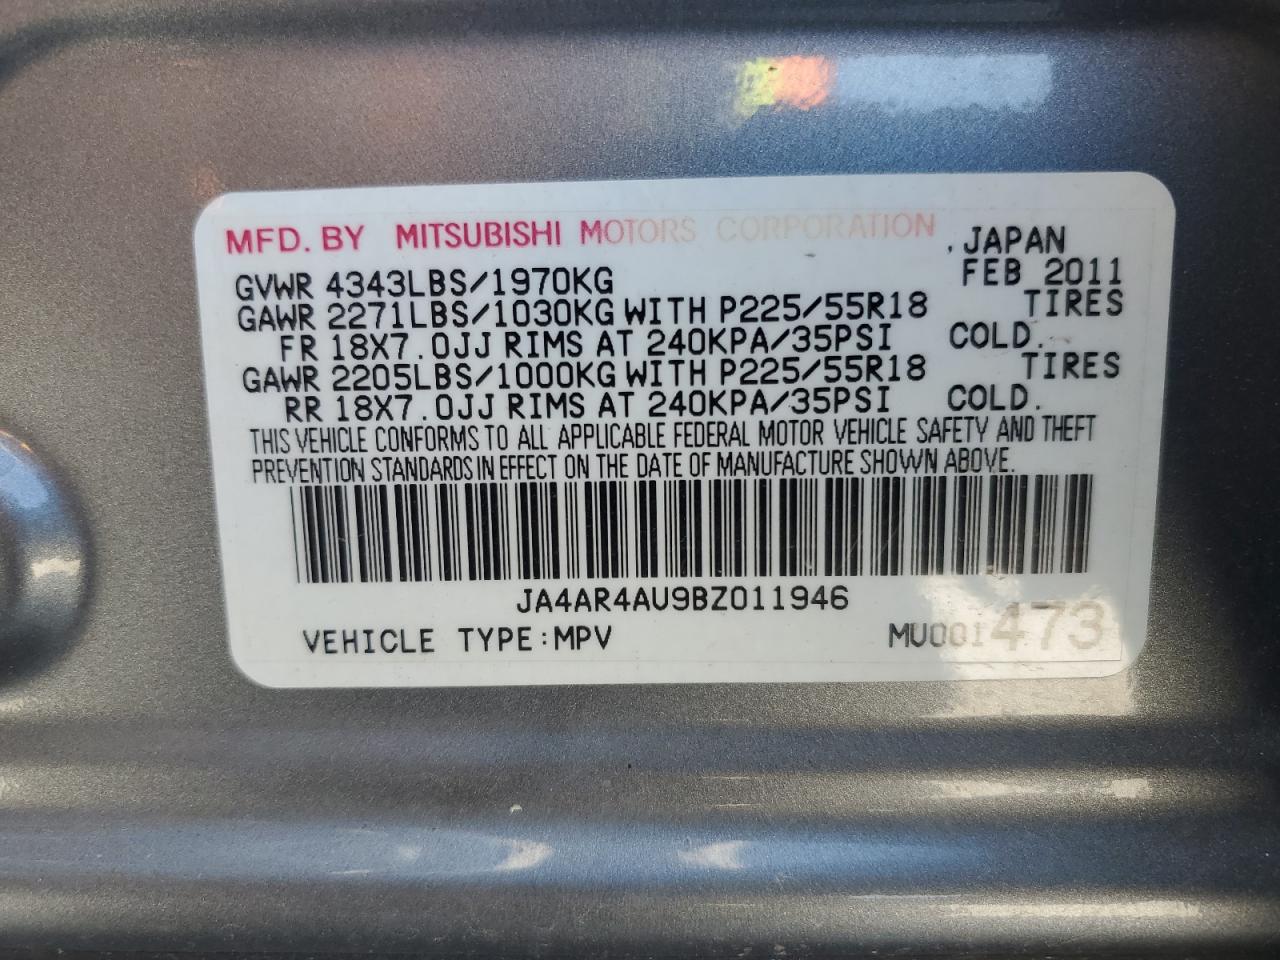 MFD. BY MITSUBISHI MOTORS CORPORATION, JAPAN
GVWR 4343LBS/1970KG FEB 2011
GAWR 2271LBS/1030KG WITH P225/55R18 TIRES
FR 18X7.0JJ RIMS AT 240KPA/35PSI COLD.
GAWR 2205LBS/1000KG WITH P225/55R18 TIRES
RR 18X7.0JJ RIMS AT 240KPA/35PSI COLD.
THIS VEHICLE CONFORMS TO ALL APPLICABLE FEDERAL MOTOR VEHICLE SAFETY AND THEFT
PREVENTION STANDARDS IN EFFECT ON THE DATE OF MANUFACTURE SHOWN ABOVE.
JA4AR4AU9BZ011946
VEHICLE TYPE:MPV MU001473